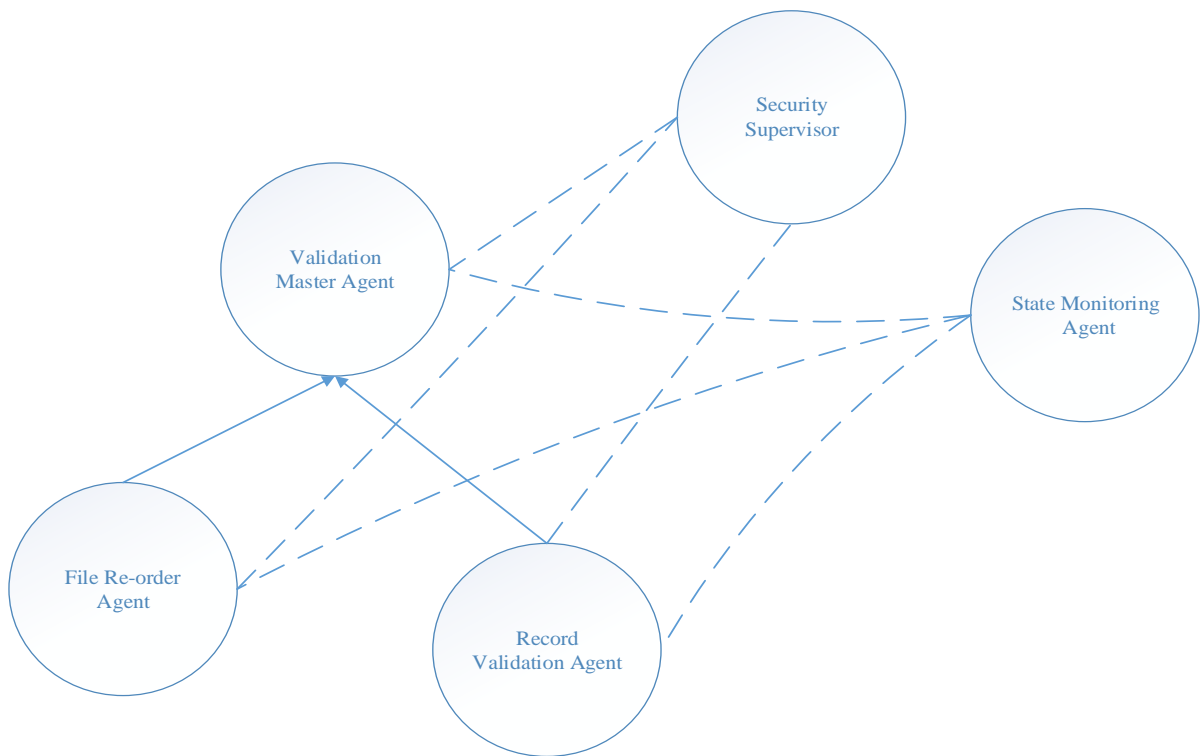 Security
Supervisor
Validation
Master Agent
State Monitoring
Agent
File Re-order
Agent
Record
Validation Agent